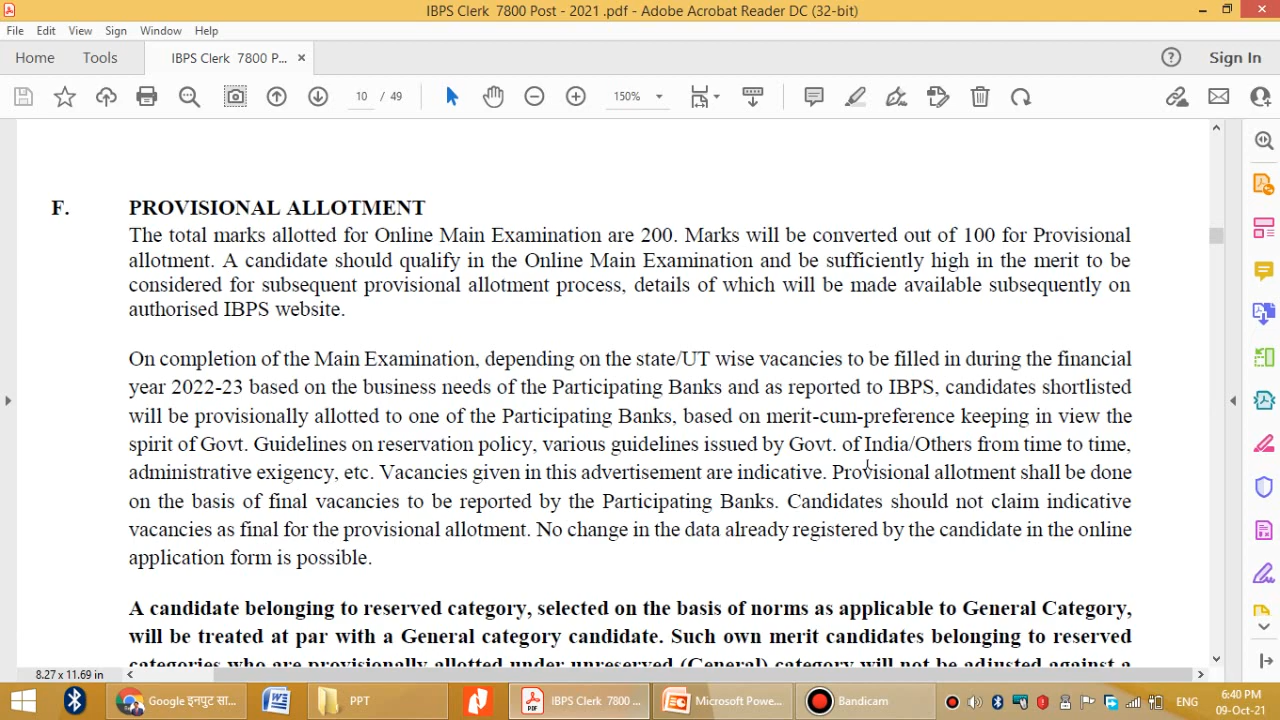 IBPS Clerk 7800 Post - 2021 .pdf - Adobe Acrobat Reader DC (32-bit)
File Edit View Sign Window Help
Home Tools IBPS Clerk 7800 P... × Sign In
10 / 49 150%
F. PROVISIONAL ALLOTMENT
The total marks allotted for Online Main Examination are 200. Marks will be converted out of 100 for Provisional
allotment. A candidate should qualify in the Online Main Examination and be sufficiently high in the merit to be
considered for subsequent provisional allotment process, details of which will be made available subsequently on
authorised IBPS website.
On completion of the Main Examination, depending on the state/UT wise vacancies to be filled in during the financial
year 2022-23 based on the business needs of the Participating Banks and as reported to IBPS, candidates shortlisted
will be provisionally allotted to one of the Participating Banks, based on merit-cum-preference keeping in view the
spirit of Govt. Guidelines on reservation policy, various guidelines issued by Govt. of India/Others from time to time,
administrative exigency, etc. Vacancies given in this advertisement are indicative. Provisional allotment shall be done
on the basis of final vacancies to be reported by the Participating Banks. Candidates should not claim indicative
vacancies as final for the provisional allotment. No change in the data already registered by the candidate in the online
application form is possible.
A candidate belonging to reserved category, selected on the basis of norms as applicable to General Category,
will be treated at par with a General category candidate. Such own merit candidates belonging to reserved
categories who are provisionally allotted under unreserved (General) category will not be adjusted against a
8.27 x 11.69 in
Google इनपुट सा... PPT IBPS Clerk 7800 ... Microsoft Powe... Bandicam ENG 6:40 PM
09-Oct-21